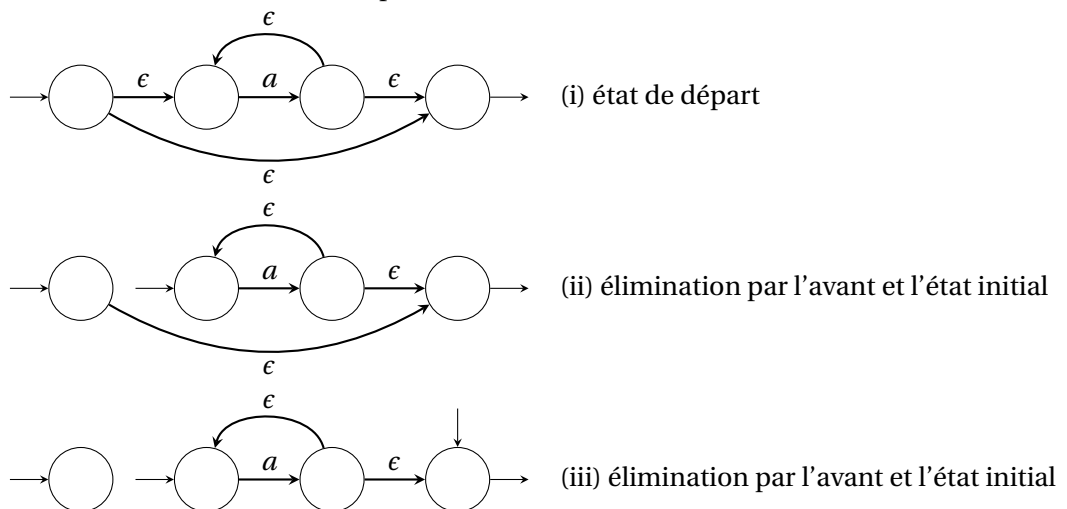 ϵ
ϵ a ϵ (i) état de départ
ϵ
ϵ
a ϵ (ii) élimination par l'avant et l'état initial
ϵ
ϵ
a ϵ (iii) élimination par l'avant et l'état initial